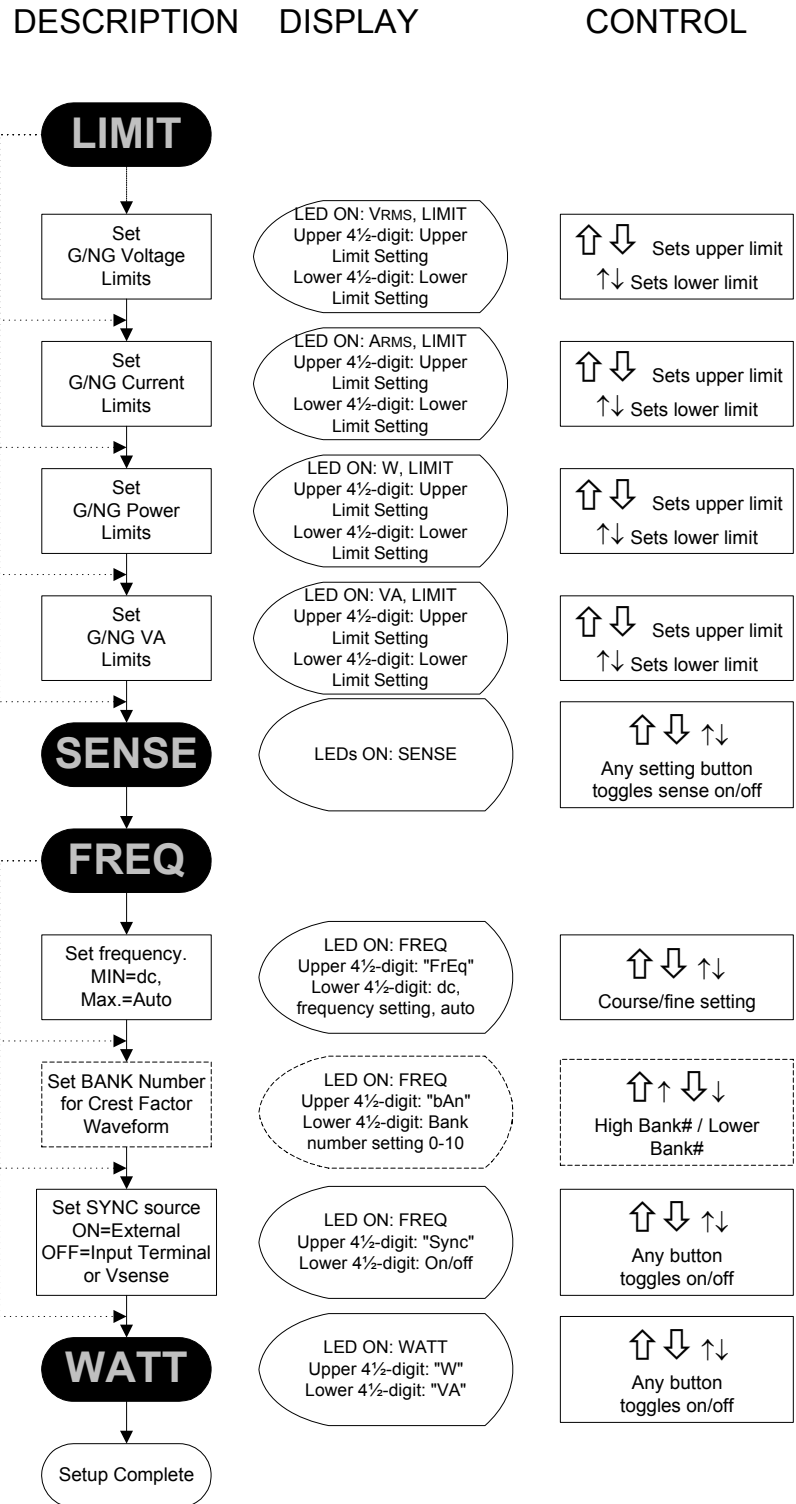 DESCRIPTION DISPLAY CONTROL
LIMIT
Set
G/NG Voltage
Limits
LED ON: VRMS, LIMIT
Upper 4½-digit: Upper
Limit Setting
Lower 4½-digit: Lower
Limit Setting
⇧ ⇩ Sets upper limit
↑↓ Sets lower limit
Set
G/NG Current
Limits
LED ON: ARMS, LIMIT
Upper 4½-digit: Upper
Limit Setting
Lower 4½-digit: Lower
Limit Setting
⇧ ⇩ Sets upper limit
↑↓ Sets lower limit
Set
G/NG Power
Limits
LED ON: W, LIMIT
Upper 4½-digit: Upper
Limit Setting
Lower 4½-digit: Lower
Limit Setting
⇧ ⇩ Sets upper limit
↑↓ Sets lower limit
Set
G/NG VA
Limits
LED ON: VA, LIMIT
Upper 4½-digit: Upper
Limit Setting
Lower 4½-digit: Lower
Limit Setting
⇧ ⇩ Sets upper limit
↑↓ Sets lower limit
SENSE
LEDs ON: SENSE
⇧ ⇩ ↑↓
Any setting button
toggles sense on/off
FREQ
Set frequency.
MIN=dc,
Max.=Auto
LED ON: FREQ
Upper 4½-digit: "FrEq"
Lower 4½-digit: dc,
frequency setting, auto
⇧ ⇩ ↑↓
Course/fine setting
Set BANK Number
for Crest Factor
Waveform
LED ON: FREQ
Upper 4½-digit: "bAn"
Lower 4½-digit: Bank
number setting 0-10
⇧↑ ⇩↓
High Bank# / Lower
Bank#
Set SYNC source
ON=External
OFF=Input Terminal
or Vsense
LED ON: FREQ
Upper 4½-digit: "Sync"
Lower 4½-digit: On/off
⇧ ⇩ ↑↓
Any button
toggles on/off
WATT
LED ON: WATT
Upper 4½-digit: "W"
Lower 4½-digit: "VA"
⇧ ⇩ ↑↓
Any button
toggles on/off
Setup Complete